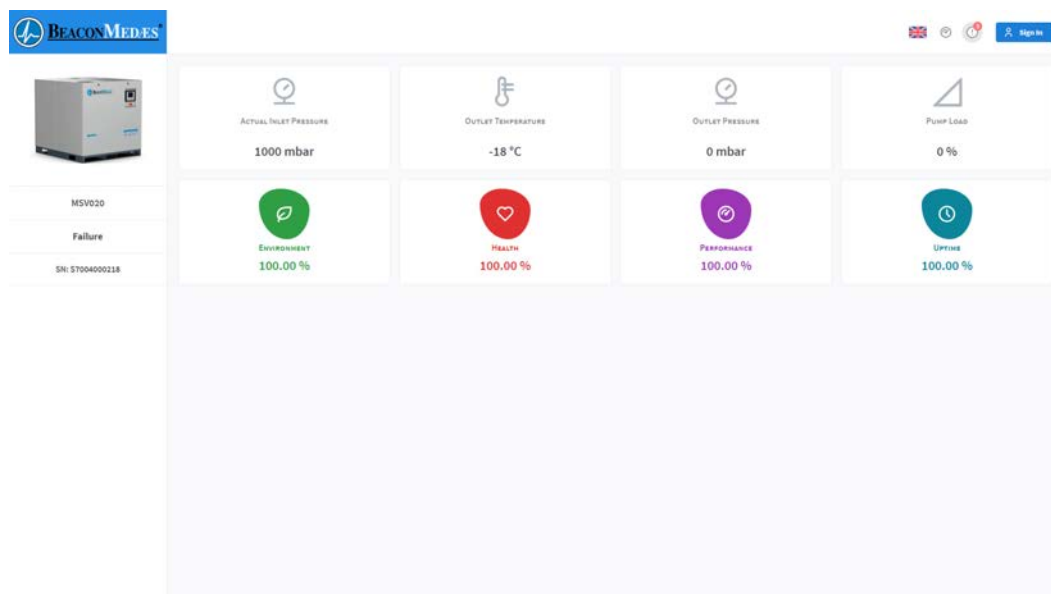 BEACONMEDÆS®
Sign In
ACTUAL INLET PRESSURE
1000 mbar
OUTLET TEMPERATURE
-18 °C
OUTLET PRESSURE
0 mbar
PUMP LOAD
0 %
MSV020
Failure
SN: S7004000218
ENVIRONMENT
100.00 %
HEALTH
100.00 %
PERFORMANCE
100.00 %
UPTIME
100.00 %